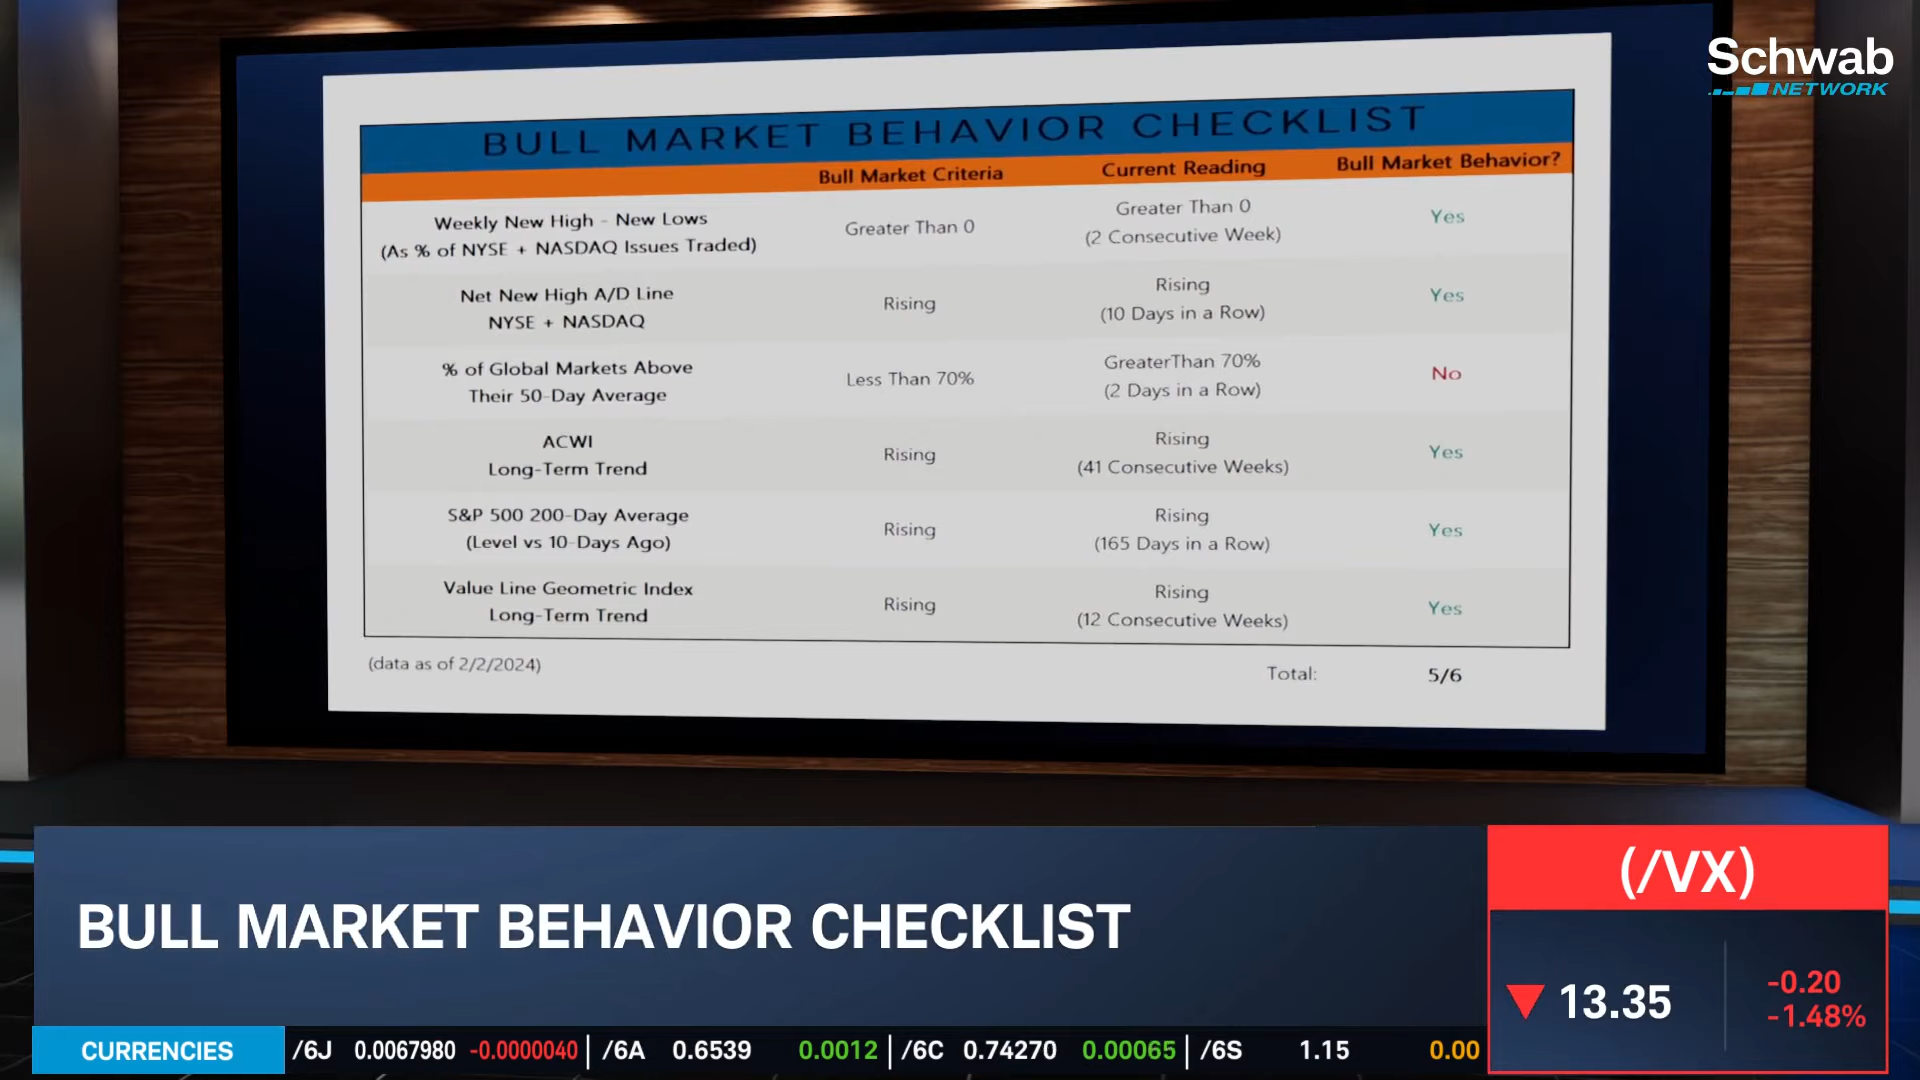 Schwab
NETWORK
BULL MARKET BEHAVIOR CHECKLIST
Bull Market Criteria
Current Reading
Bull Market Behavior?
Weekly New High - New Lows
(As % of NYSE + NASDAQ Issues Traded)
Greater Than 0
Greater Than 0
(2 Consecutive Week)
Yes
Net New High A/D Line
NYSE + NASDAQ
Rising
Rising
(10 Days in a Row)
Yes
% of Global Markets Above
Their 50-Day Average
Less Than 70%
GreaterThan 70%
(2 Days in a Row)
No
ACWI
Long-Term Trend
Rising
Rising
(41 Consecutive Weeks)
Yes
S&P 500 200-Day Average
(Level vs 10-Days Ago)
Rising
Rising
(165 Days in a Row)
Yes
Value Line Geometric Index
Long-Term Trend
Rising
Rising
(12 Consecutive Weeks)
Yes
(data as of 2/2/2024)
Total:
5/6
BULL MARKET BEHAVIOR CHECKLIST
(/VX)
13.35
-0.20
-1.48%
CURRENCIES
/6J 0.0067980 -0.0000040 /6A 0.6539 0.0012 /6C 0.74270 0.00065 /6S 1.15 0.00